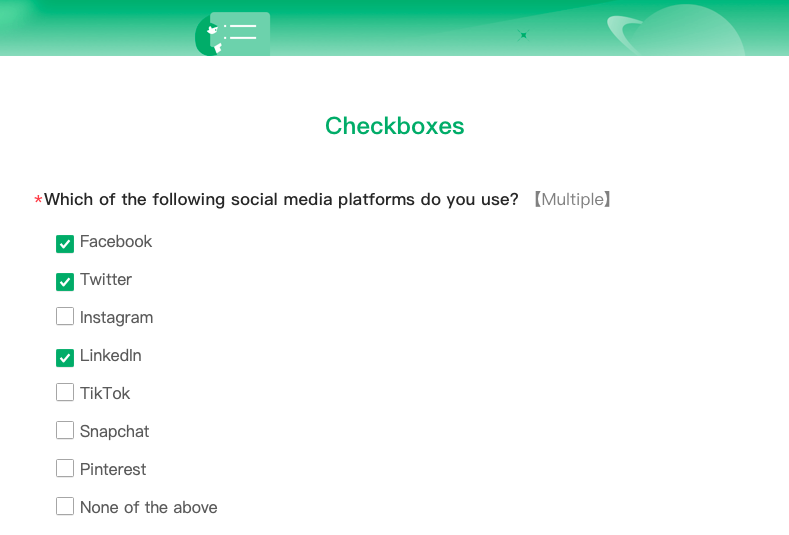 Checkboxes
*Which of the following social media platforms do you use? 【Multiple】
Facebook
Twitter
Instagram
LinkedIn
TikTok
Snapchat
Pinterest
None of the above